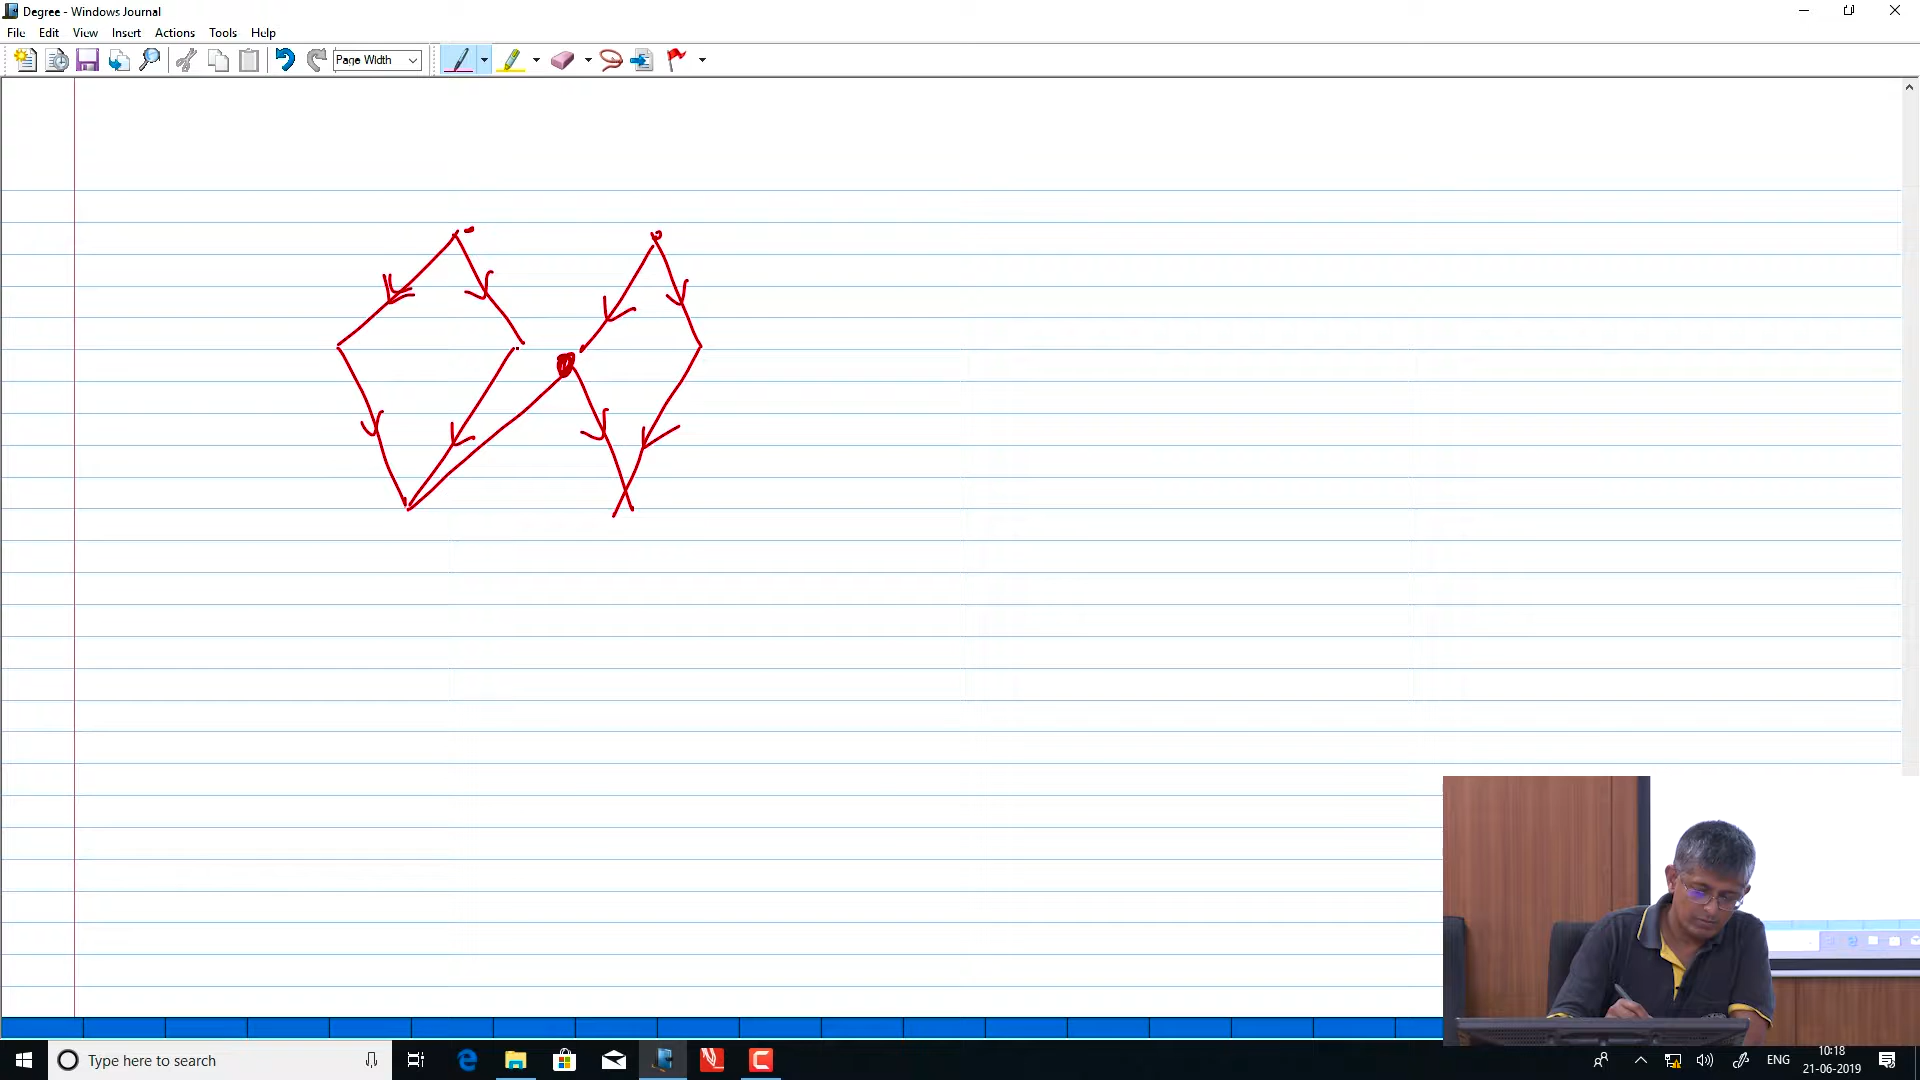 Degree - Windows Journal
File Edit View Insert Actions Tools Help
Page Width
Type here to search
ENG
10:18
21-06-2019